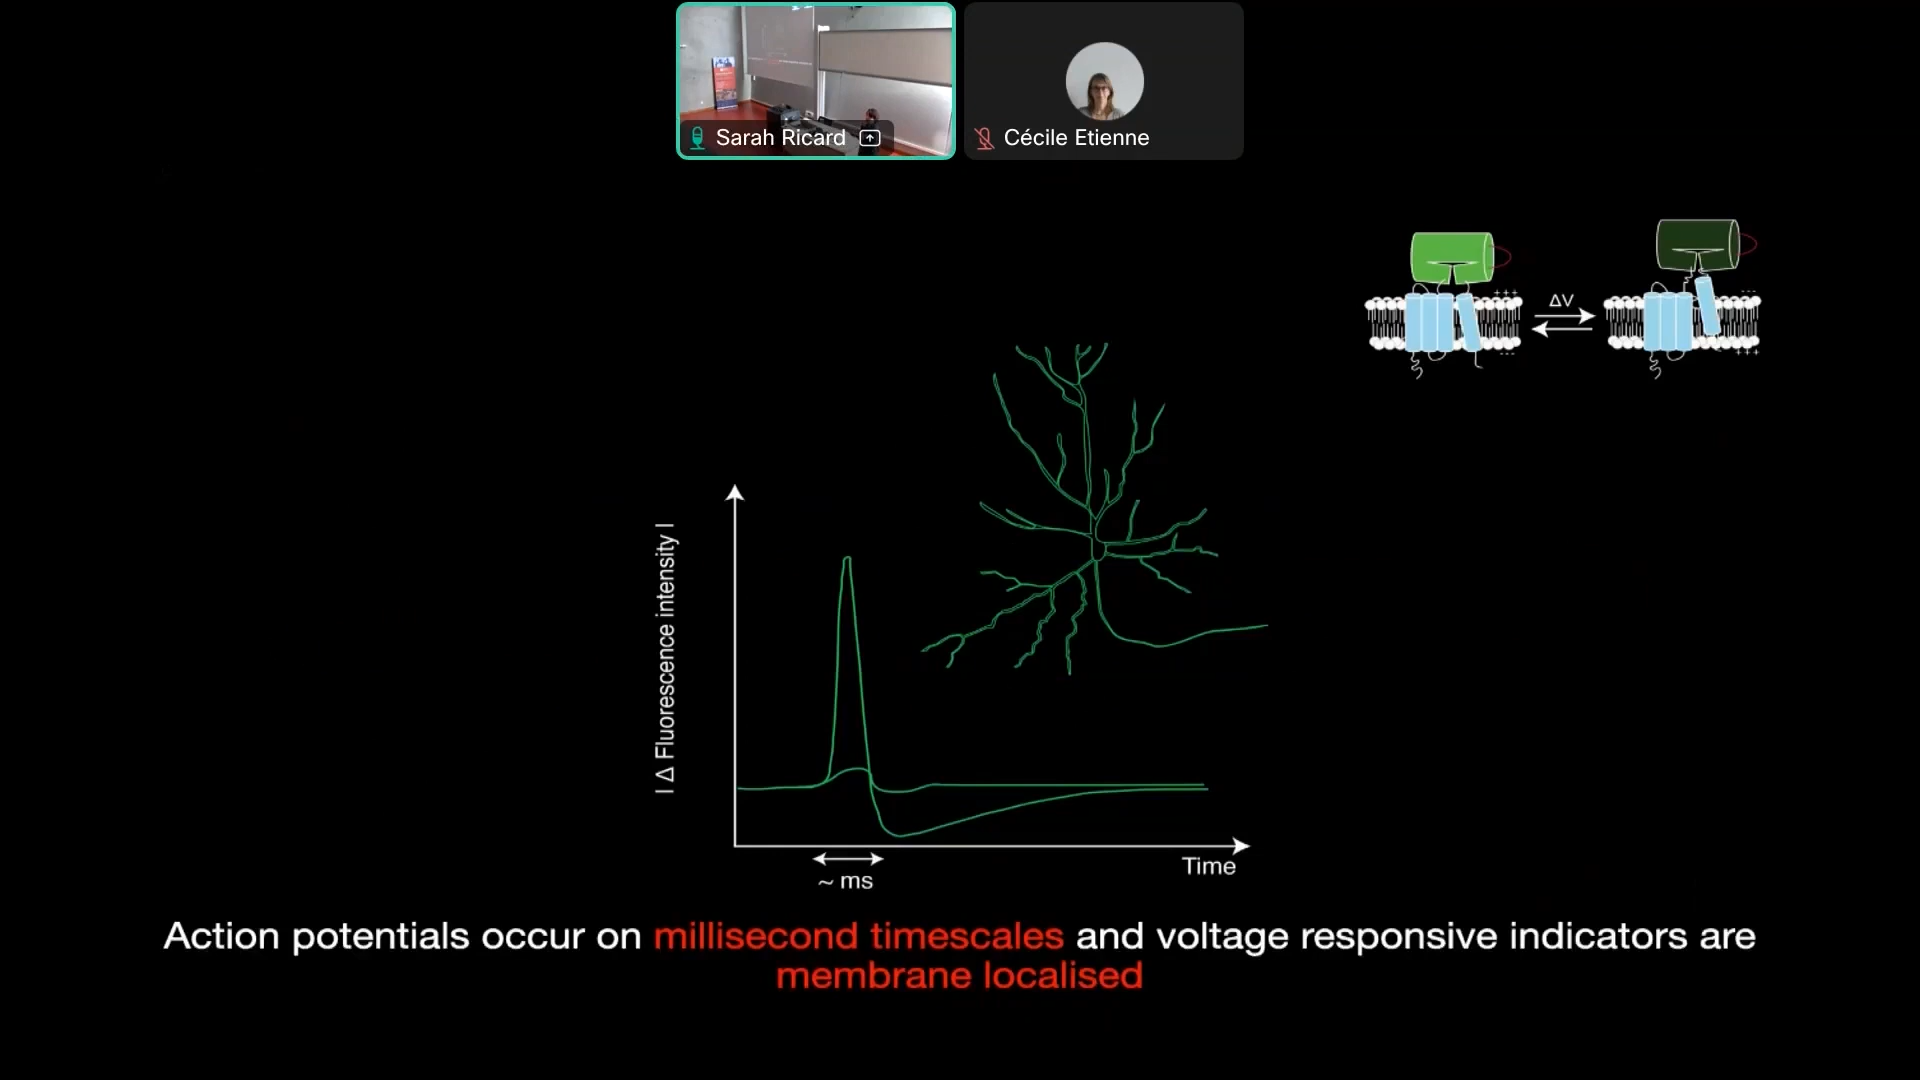 Sarah Ricard
Cécile Etienne
+++
---
ΔV
---
+++
| Δ Fluorescence intensity |
Time
~ ms
Action potentials occur on millisecond timescales and voltage responsive indicators are
membrane localised